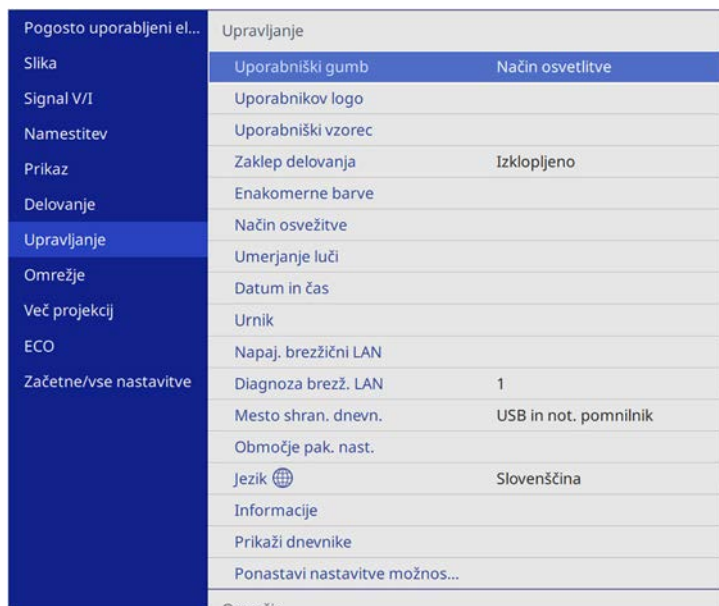 Pogosto uporabljeni el...
Slika
Signal V/I
Namestitev
Prikaz
Delovanje
Upravljanje
Omrežje
Več projekcij
ECO
Začetne/vse nastavitve
Upravljanje
Uporabniški gumb Način osvetlitve
Uporabnikov logo
Uporabniški vzorec
Zaklep delovanja Izklopljeno
Enakomerne barve
Način osvežitve
Umerjanje luči
Datum in čas
Urnik
Napaj. brezžični LAN
Diagnoza brezž. LAN 1
Mesto shran. dnevn. USB in not. pomnilnik
Območje pak. nast.
Jezik Slovenščina
Informacije
Prikaži dnevnike
Ponastavi nastavitve možnos...